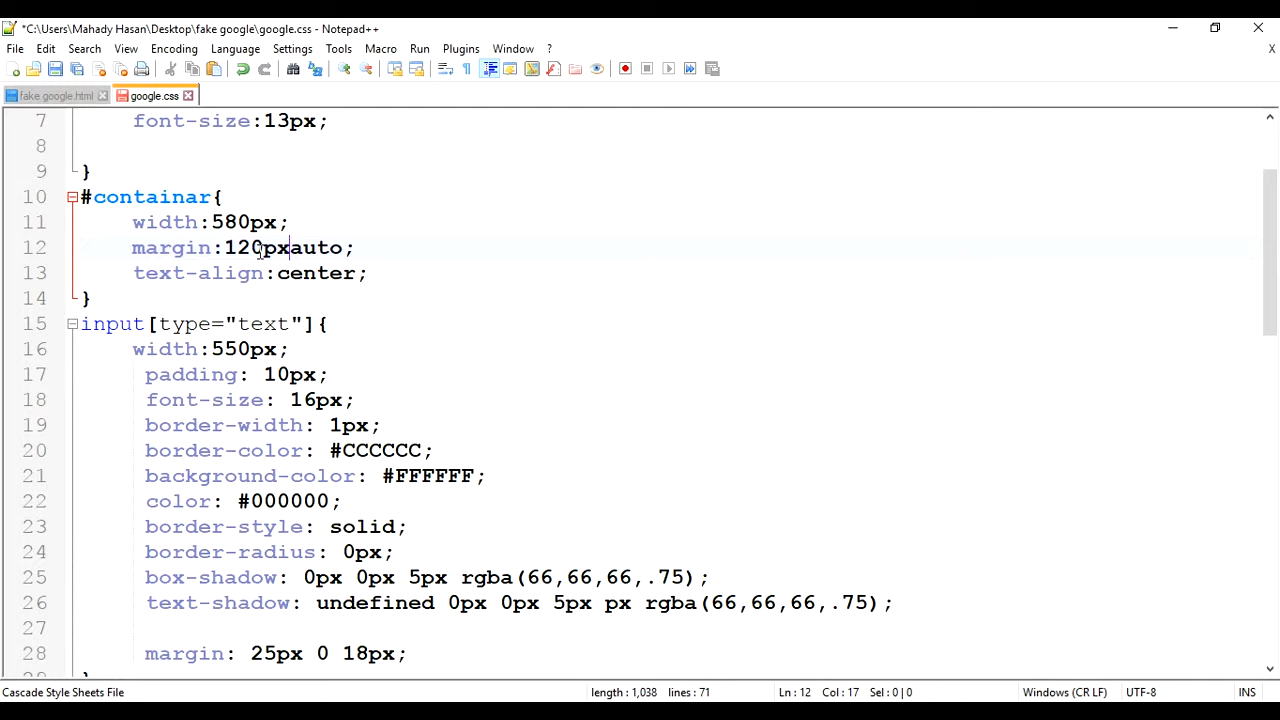 *C:\Users\Mahady Hasan\Desktop\fake google\google.css - Notepad++
File Edit Search View Encoding Language Settings Tools Macro Run Plugins Window ? X
fake google.html google.css
7 font-size:13px;
8
9 }
10 #containar{
11 width:580px;
12 margin:120pxauto;
13 text-align:center;
14 }
15 input[type="text"]{
16 width:550px;
17 padding: 10px;
18 font-size: 16px;
19 border-width: 1px;
20 border-color: #CCCCCC;
21 background-color: #FFFFFF;
22 color: #000000;
23 border-style: solid;
24 border-radius: 0px;
25 box-shadow: 0px 0px 5px rgba(66,66,66,.75);
26 text-shadow: undefined 0px 0px 5px px rgba(66,66,66,.75);
27
28 margin: 25px 0 18px;
Cascade Style Sheets File length : 1,038 lines : 71 Ln : 12 Col : 17 Sel : 0 | 0 Windows (CR LF) UTF-8 INS